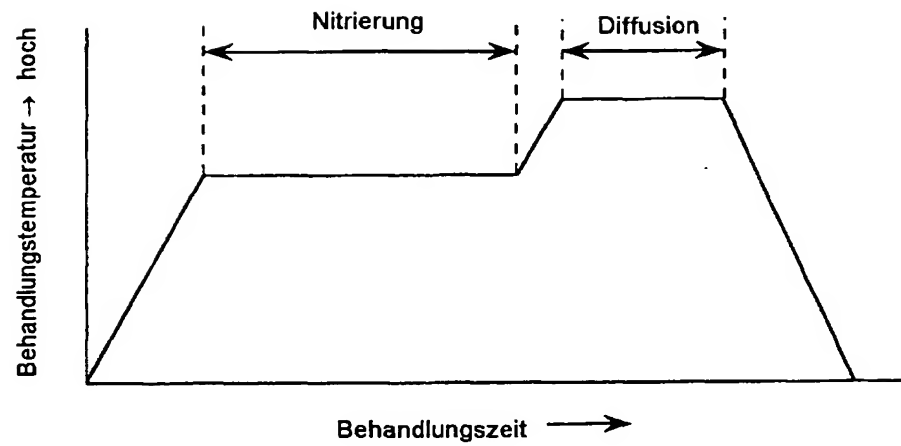 Nitrierung
Diffusion
Behandlungstemperatur → hoch
Behandlungszeit